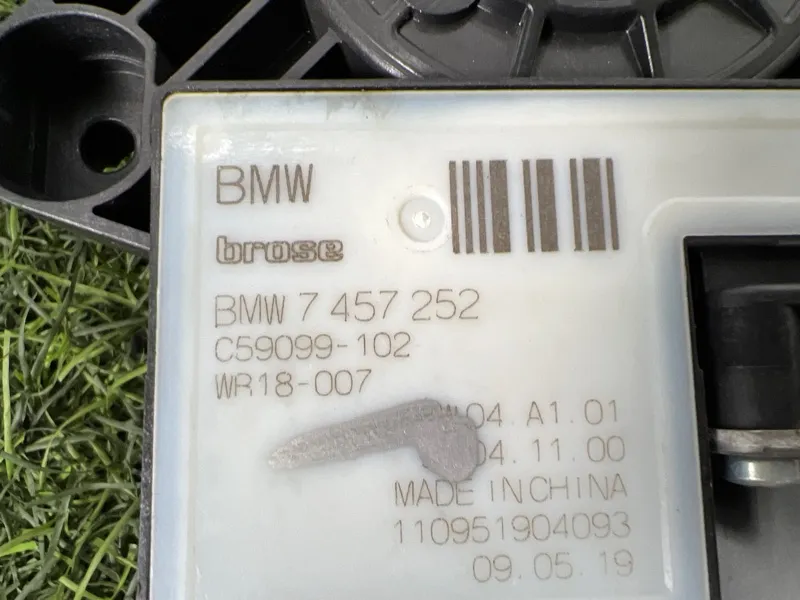 BMW
brose
BMW 7 457 252
C59099-102
WR18-007
04. A1. 01
04. 11. 00
MADE IN CHINA
110951904093
09. 05. 19